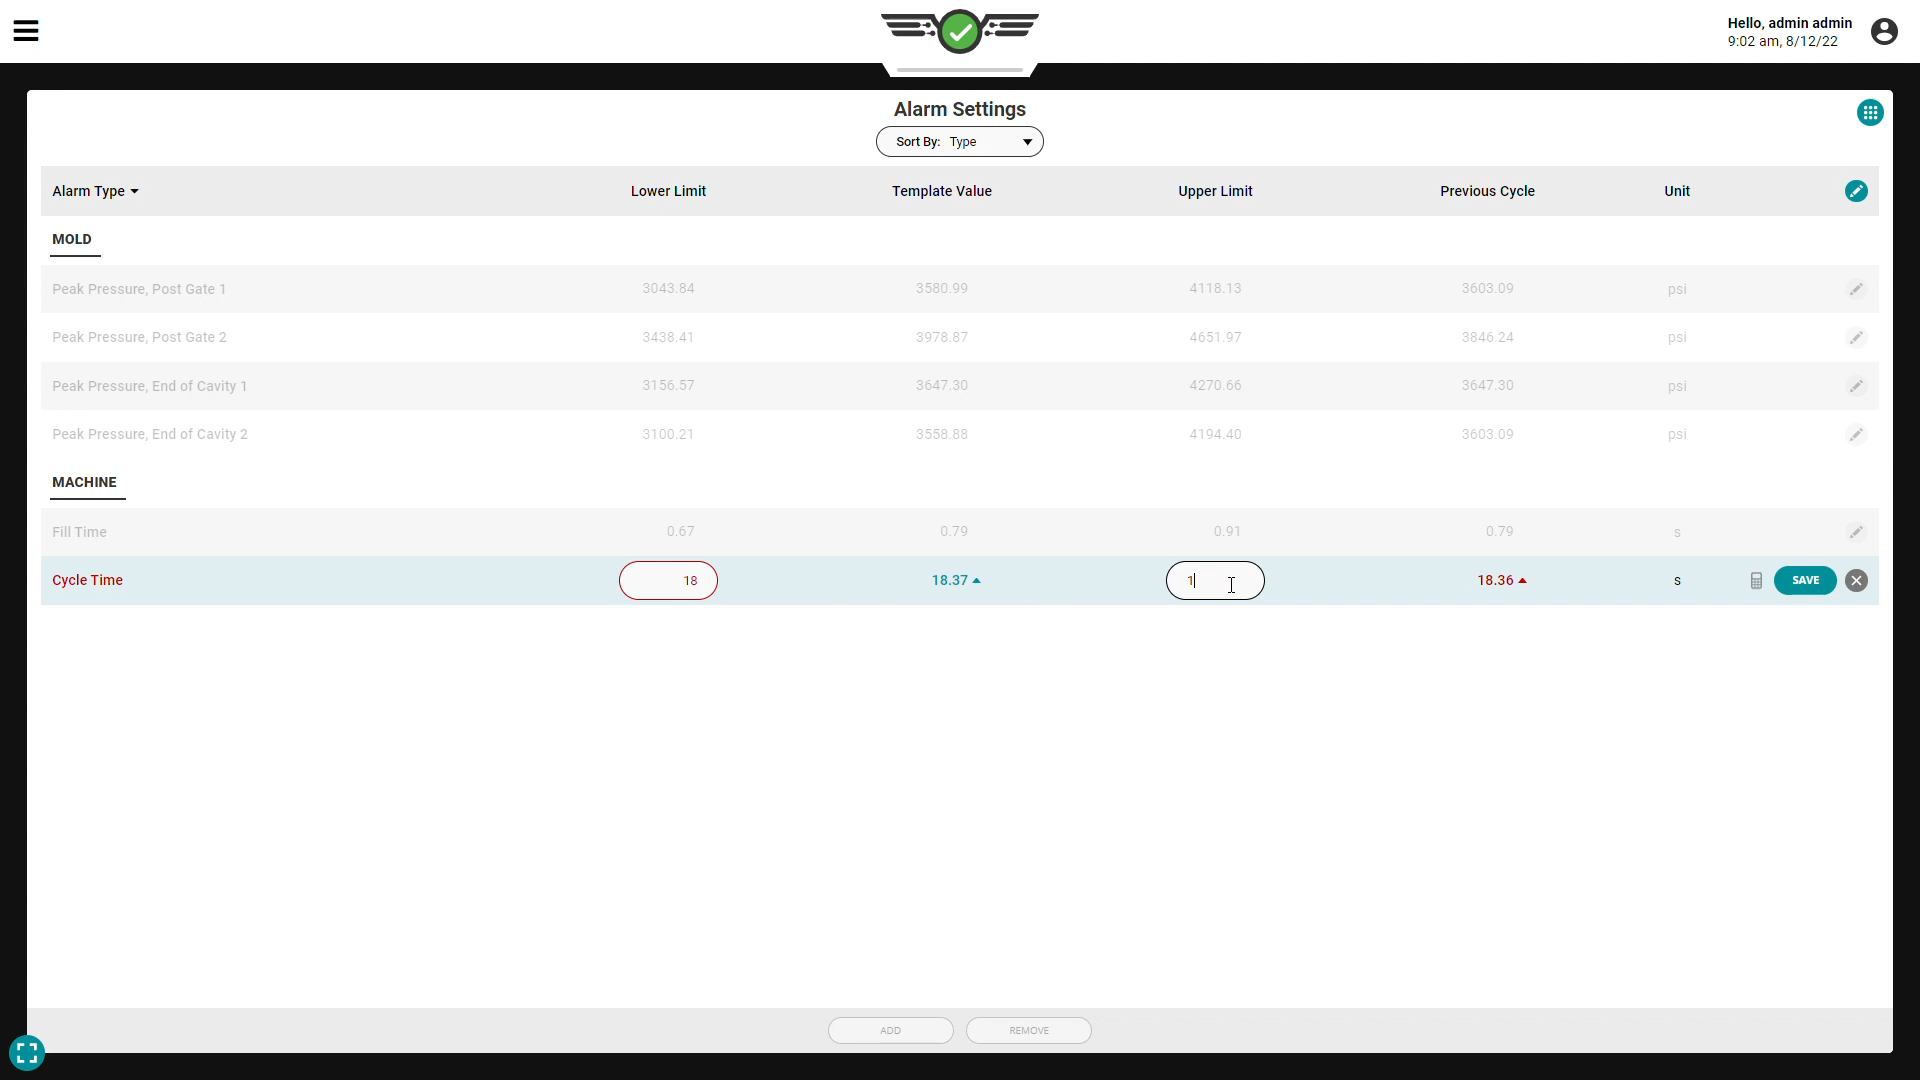 Hello, admin admin
9:02 am, 8/12/22
Alarm Settings
Sort By: Type
Alarm Type Lower Limit Template Value Upper Limit Previous Cycle Unit
MOLD
Peak Pressure, Post Gate 1 3043.84 3580.99 4118.13 3603.09 psi
Peak Pressure, Post Gate 2 3438.41 3978.87 4651.97 3846.24 psi
Peak Pressure, End of Cavity 1 3156.57 3647.30 4270.66 3647.30 psi
Peak Pressure, End of Cavity 2 3100.21 3558.88 4194.40 3603.09 psi
MACHINE
Fill Time 0.67 0.79 0.91 0.79 s
Cycle Time 18 18.37 1 18.36 s SAVE
ADD REMOVE